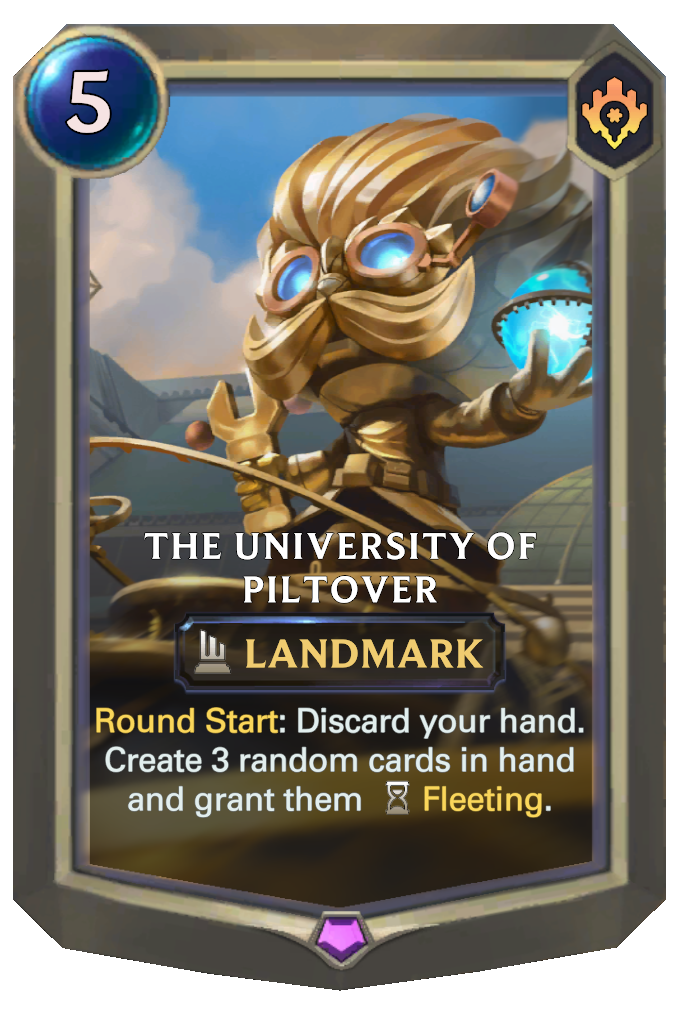 5
THE UNIVERSITY OF
PILTOVER
LANDMARK
Round Start: Discard your hand.
Create 3 random cards in hand
and grant them Fleeting.